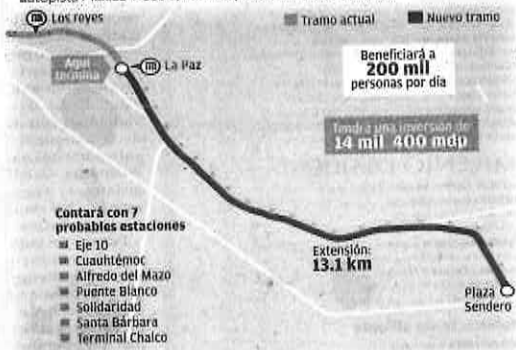 Los reyes
Tramo actual
Nuevo tramo
Aquí
termina
La Paz
Beneficiará a
200 mil
personas por día
Tendrá una inversión de
14 mil 400 mdp
Contará con 7
probables estaciones
Eje 10
Cuauhtémoc
Alfredo del Mazo
Puente Blanco
Solidaridad
Santa Bárbara
Terminal Chalco
Extensión:
13.1 km
Plaza
Sendero